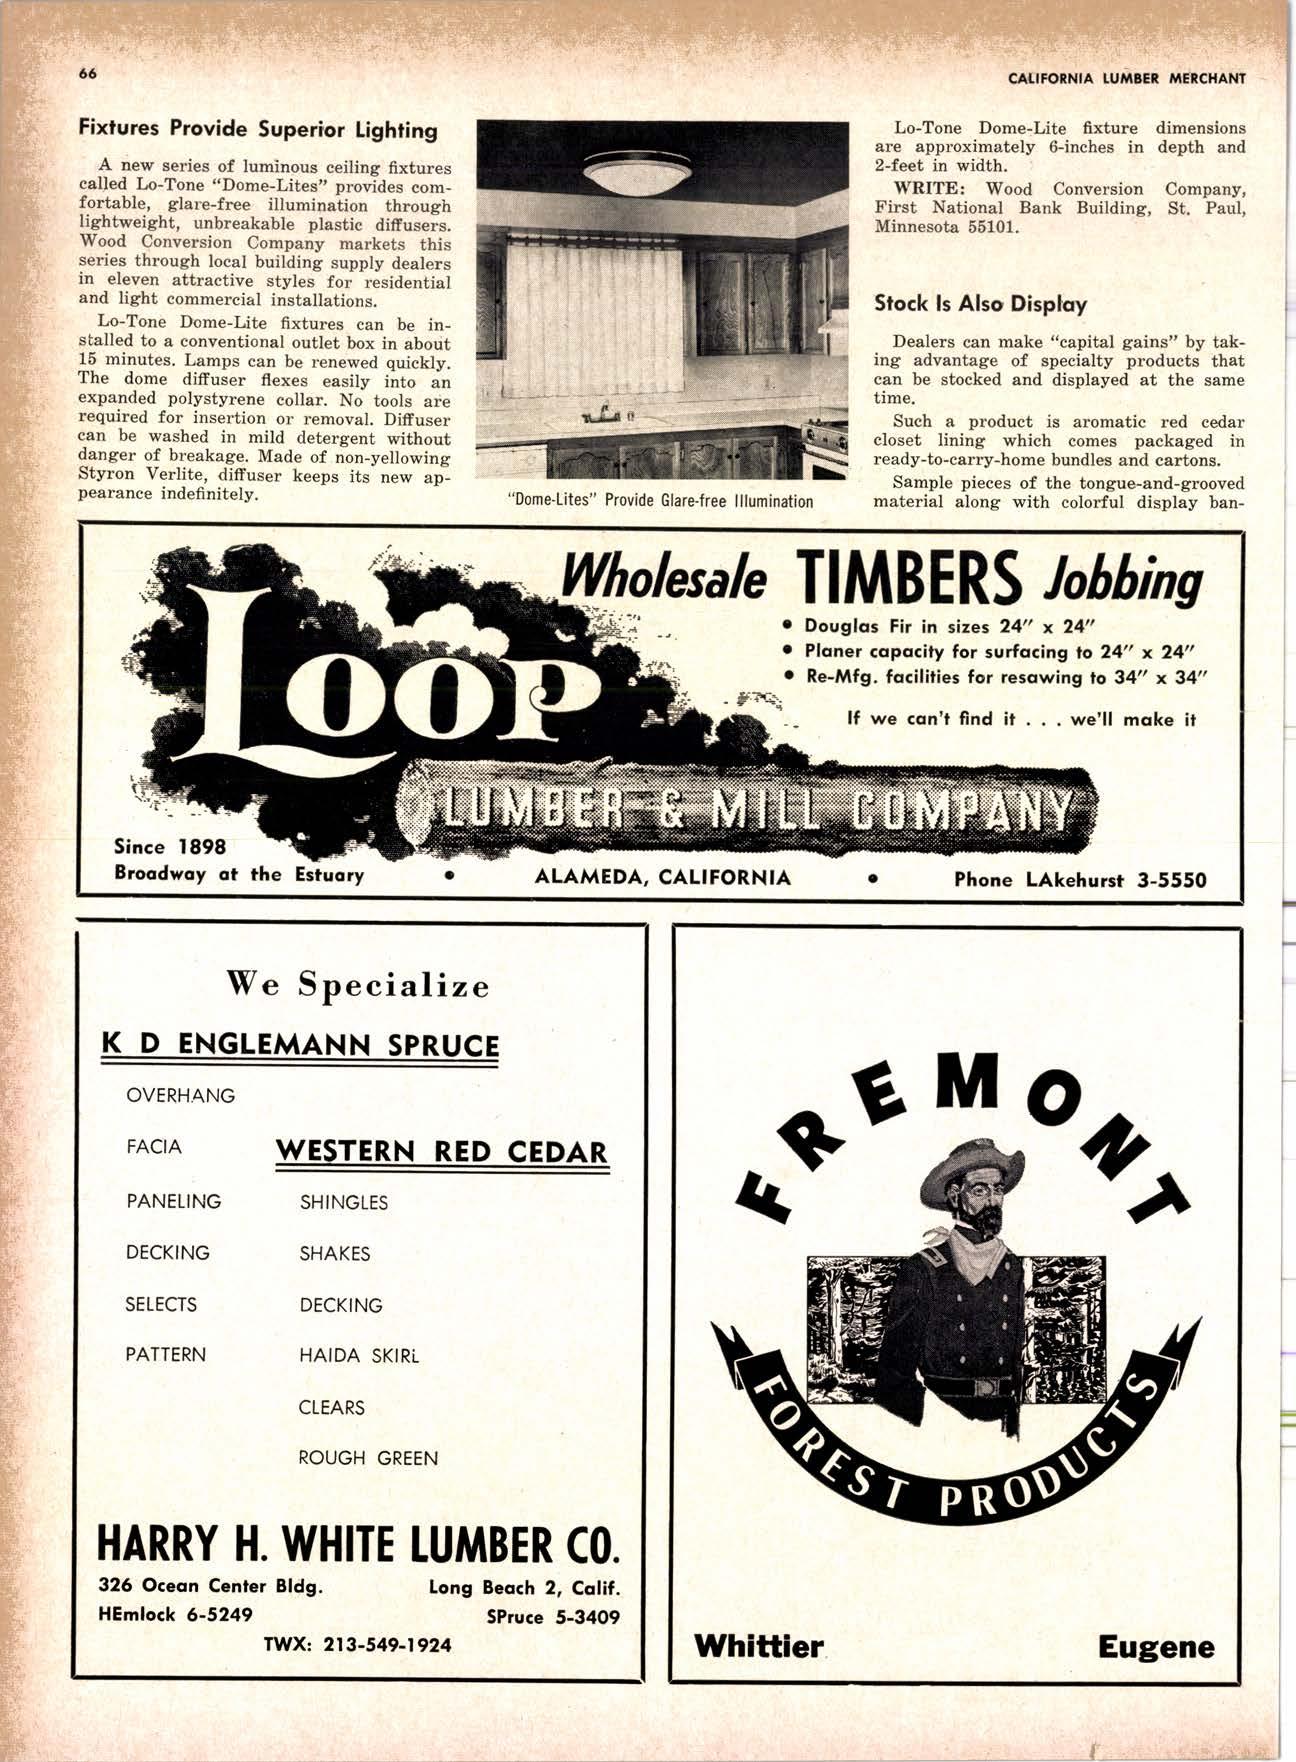 66
CALIFORNIA LUMBER MERCHANT
Fixtures Provide Superior Lighting
A new series of luminous ceiling fixtures
called Lo-Tone "Dome-Lites" provides com-
fortable, glare-free illumination through
lightweight, unbreakable plastic diffusers.
Wood Conversion Company markets this
series through local building supply dealers
in eleven attractive styles for residential
and light commercial installations.
Lo-Tone Dome-Lite fixtures can be in-
stalled to a conventional outlet box in about
15 minutes. Lamps can be renewed quickly.
The dome diffuser flexes easily into an
expanded polystyrene collar. No tools are
required for insertion or removal. Diffuser
can be washed in mild detergent without
danger of breakage. Made of non-yellowing
Styron Verlite, diffuser keeps its new ap-
pearance indefinitely.
"Dome-Lites" Provide Glare-free Illumination
Lo-Tone Dome-Lite fixture dimensions
are approximately 6-inches in depth and
2-feet in width.
WRITE: Wood Conversion Company,
First National Bank Building, St. Paul,
Minnesota 55101.
Stock Is Also Display
Dealers can make "capital gains" by tak-
ing advantage of specialty products that
can be stocked and displayed at the same
time.
Such a product is aromatic red cedar
closet lining which comes packaged in
ready-to-carry-home bundles and cartons.
Sample pieces of the tongue-and-grooved
material along with colorful display ban-
Wholesale TIMBERS Jobbing
• Douglas Fir in sizes 24" x 24"
• Planer capacity for surfacing to 24" x 24"
• Re-Mfg. facilities for resawing to 34" x 34"
If we can't find it . . . we'll make it
LOOP
LUMBER & MILL COMPANY
Since 1898
Broadway at the Estuary • ALAMEDA, CALIFORNIA • Phone LAkehurst 3-5550
We Specialize
K D ENGLEMANN SPRUCE
OVERHANG
FACIA
PANELING
DECKING
SELECTS
PATTERN
WESTERN RED CEDAR
SHINGLES
SHAKES
DECKING
HAIDA SKIRL
CLEARS
ROUGH GREEN
HARRY H. WHITE LUMBER CO.
326 Ocean Center Bldg. Long Beach 2, Calif.
HEmlock 6-5249 SPruce 5-3409
TWX: 213-549-1924
FREMONT
FOREST PRODUCTS
Whittier Eugene